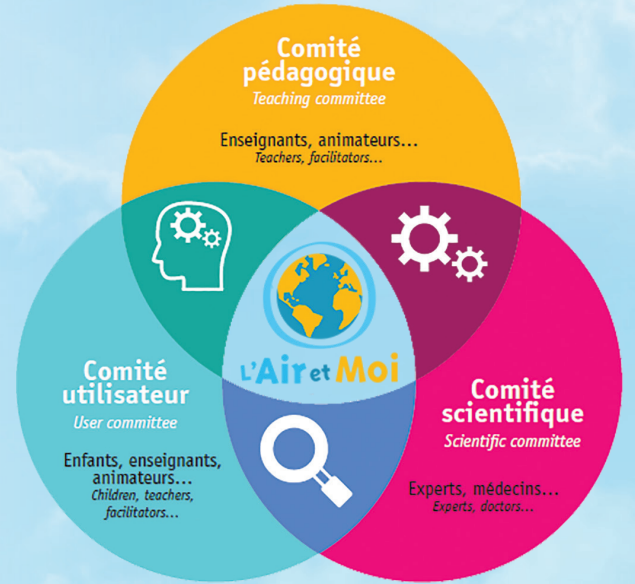 Comité
pédagogique
Teaching committee
Enseignants, animateurs...
Teachers, facilitators...
L'Air et Moi
Comité
utilisateur
User committee
Enfants, enseignants,
animateurs...
Children, teachers,
facilitators...
Comité
scientifique
Scientific committee
Experts, médecins...
Experts, doctors...